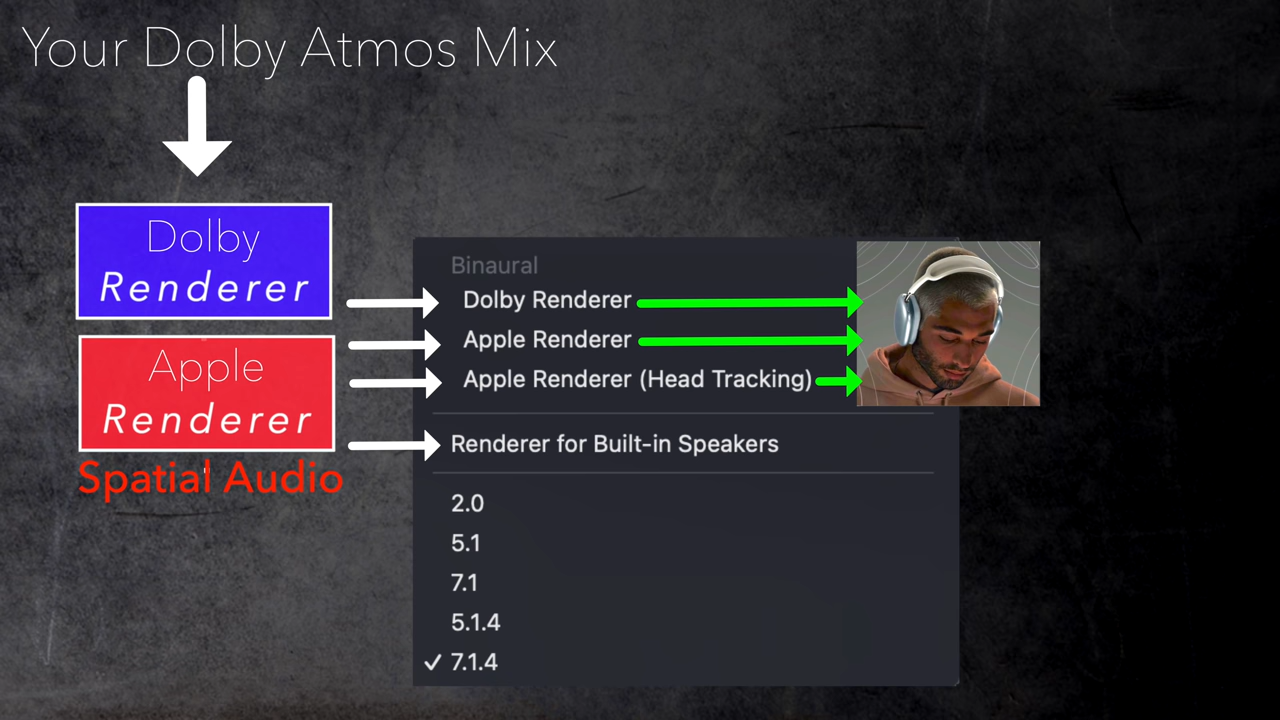 Your Dolby Atmos Mix
Dolby
Renderer
Apple
Renderer
Spatial Audio
Binaural
Dolby Renderer
Apple Renderer
Apple Renderer (Head Tracking)
Renderer for Built-in Speakers
2.0
5.1
7.1
5.1.4
7.1.4